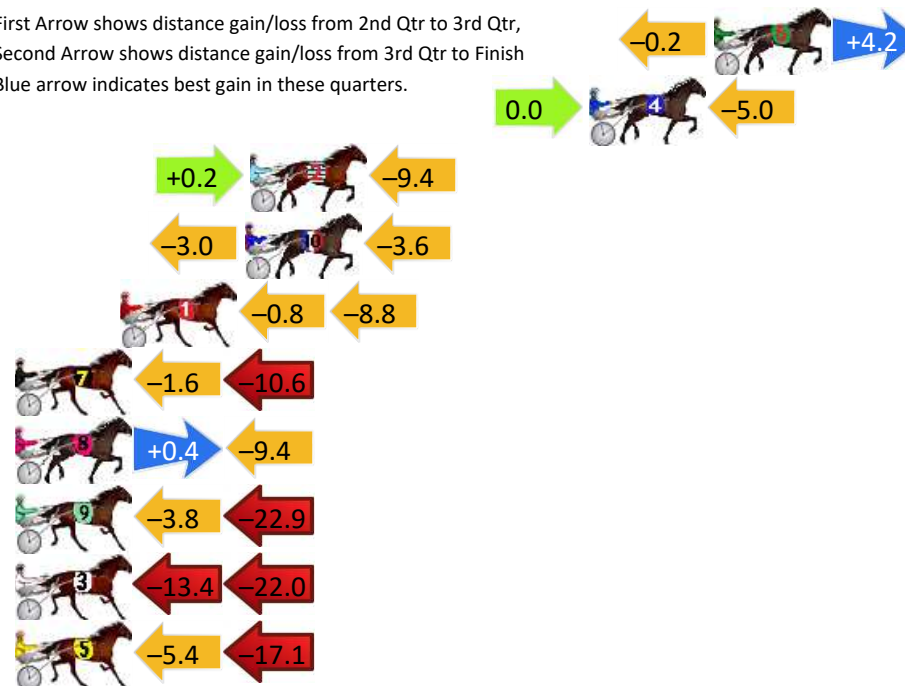 First Arrow shows distance gain/loss from 2nd Qtr to 3rd Qtr,
Second Arrow shows distance gain/loss from 3rd Qtr to Finish
Blue arrow indicates best gain in these quarters.
–0.2 +4.2
0.0 4 –5.0
+0.2 2 –9.4
–3.0 10 –3.6
1 –0.8 –8.8
7 –1.6 –10.6
8 +0.4 –9.4
9 –3.8 –22.9
3 –13.4 –22.0
5 –5.4 –17.1